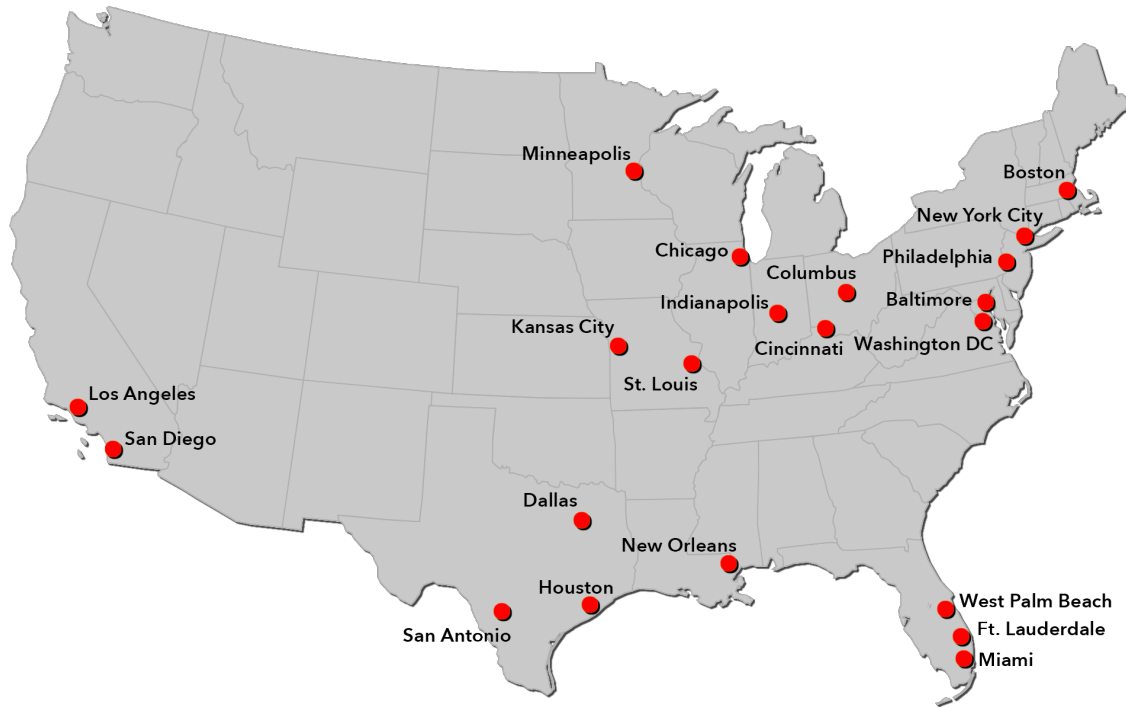 Minneapolis
Boston
New York City
Chicago
Philadelphia
Columbus
Indianapolis
Baltimore
Kansas City
Cincinnati
Washington DC
St. Louis
Los Angeles
San Diego
Dallas
New Orleans
Houston
West Palm Beach
Ft. Lauderdale
San Antonio
Miami